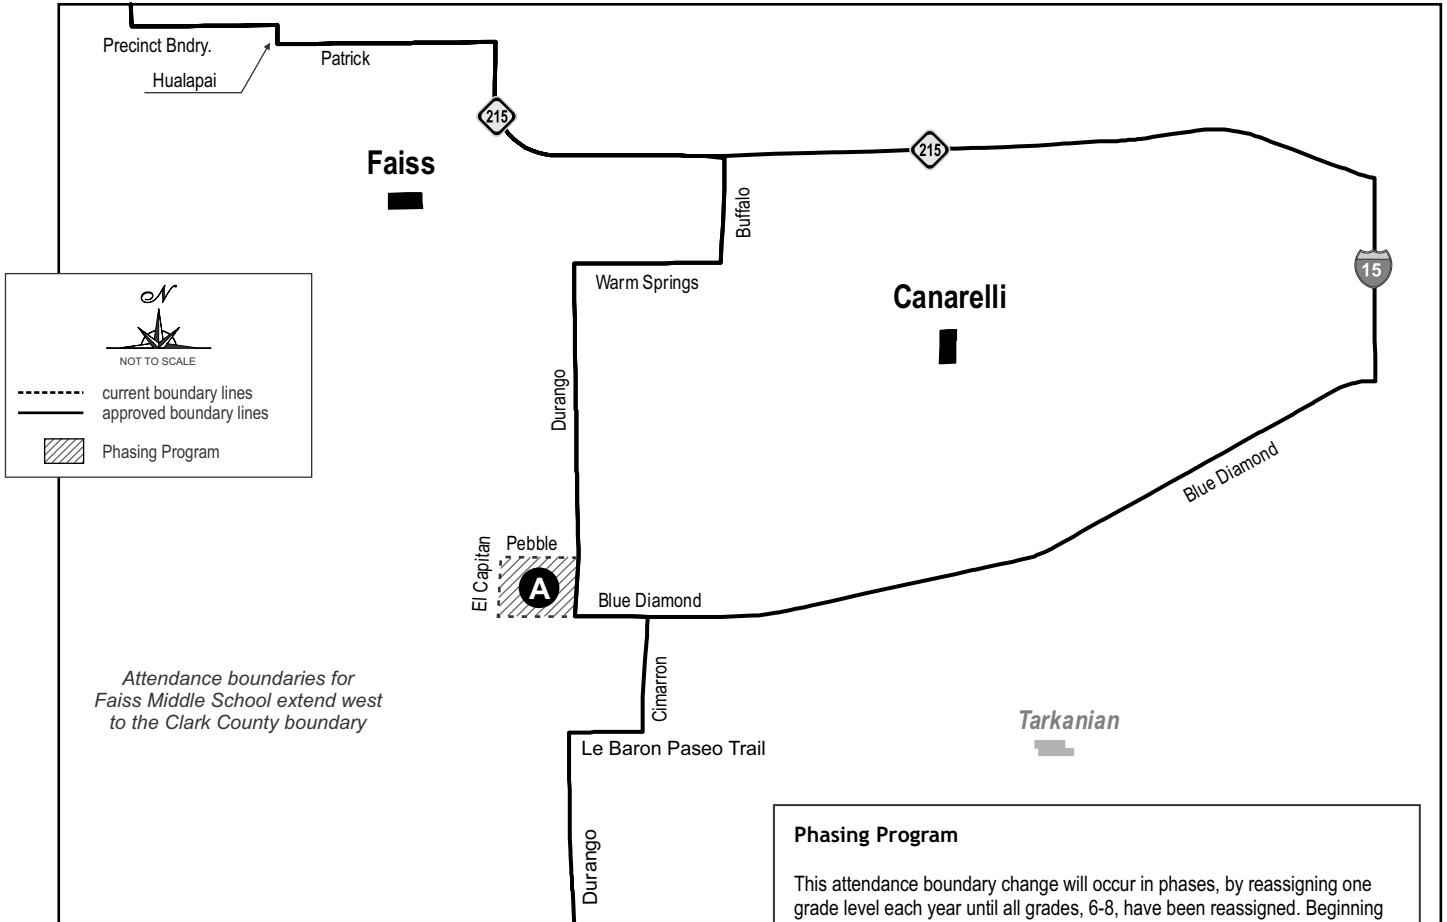 Precinct Bndry.
Hualapai
Patrick
215
215
Faiss
Buffalo
15
Warm Springs
Canarelli
N
NOT TO SCALE
current boundary lines
approved boundary lines
Phasing Program
Durango
Blue Diamond
El Capitan
Pebble
A
Blue Diamond
Attendance boundaries for
Faiss Middle School extend west
to the Clark County boundary
Cimarron
Tarkanian
Le Baron Paseo Trail
Durango
Phasing Program
This attendance boundary change will occur in phases, by reassigning one
grade level each year until all grades, 6-8, have been reassigned. Beginning